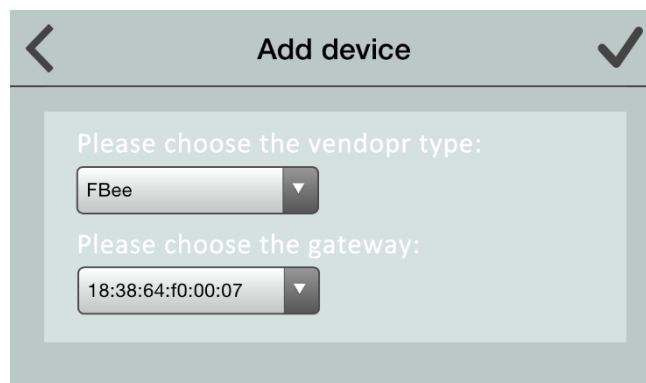 Add device
Please choose the vendopr type:
FBee
Please choose the gateway:
18:38:64:f0:00:07